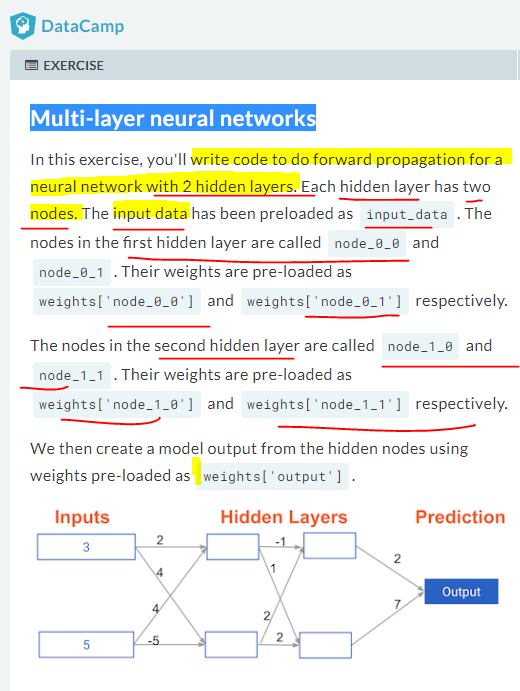 DataCamp
EXERCISE
Multi-layer neural networks
In this exercise, you'll write code to do forward propagation for a
neural network with 2 hidden layers. Each hidden layer has two
nodes. The input data has been preloaded as input_data . The
nodes in the first hidden layer are called node_0_0 and
node_0_1 . Their weights are pre-loaded as
weights['node_0_0'] and weights['node_0_1'] respectively.
The nodes in the second hidden layer are called node_1_0 and
node_1_1 . Their weights are pre-loaded as
weights['node_1_0'] and weights['node_1_1'] respectively.
We then create a model output from the hidden nodes using
weights pre-loaded as weights['output'] .
Inputs Hidden Layers Prediction
3 2 -1
4 1 2
Output
4 2 7
5 -5 2